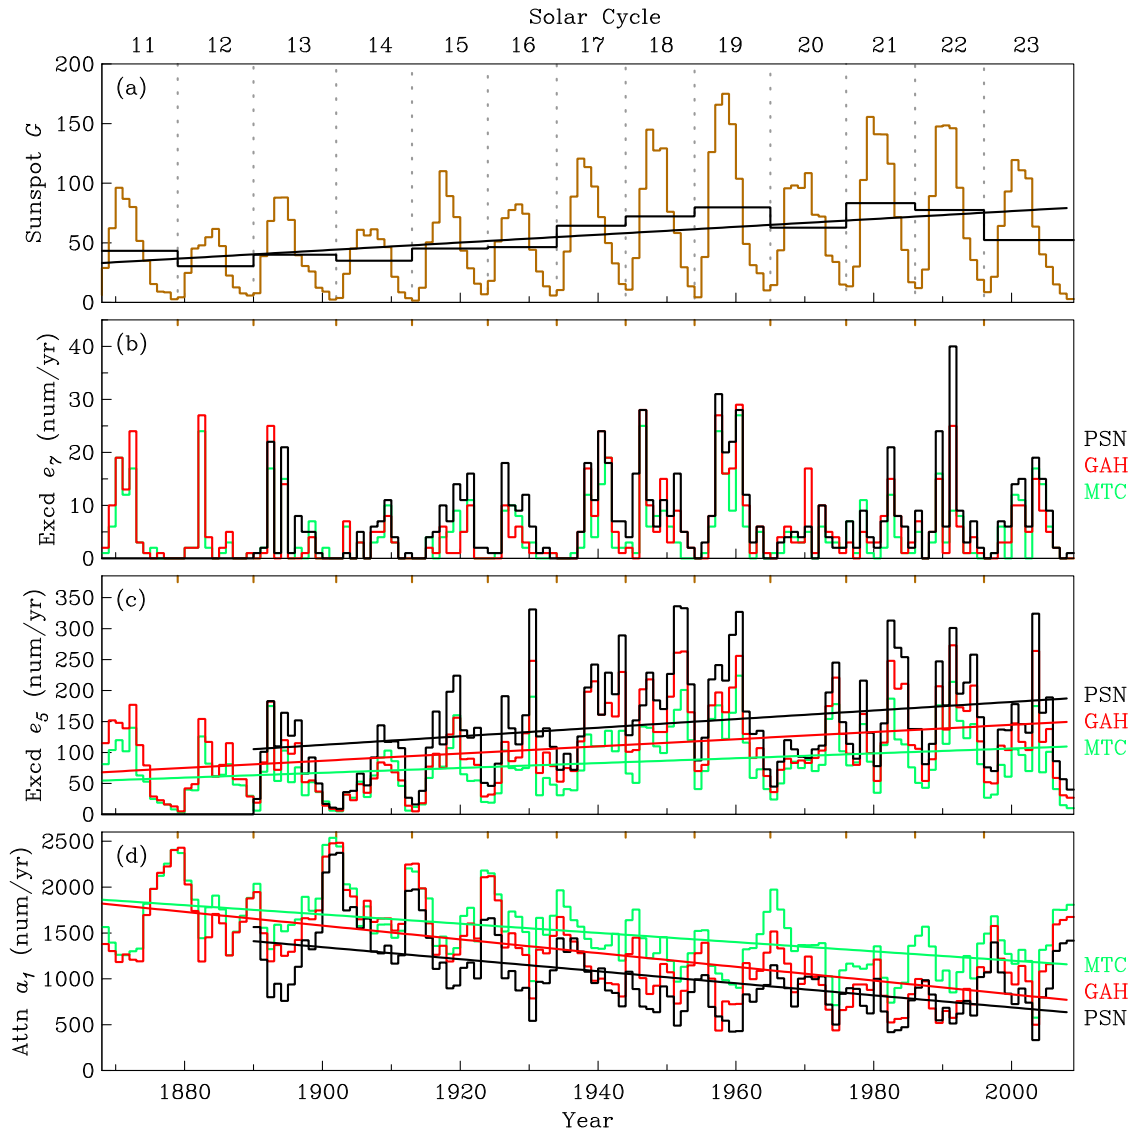 Solar Cycle
11 12 13 14 15 16 17 18 19 20 21 22 23
(a)
Sunspot G
200
150
100
50
0
(b)
Excd e7 (num/yr)
40
30
20
10
0
PSN
GAH
MTC
(c)
Excd e5 (num/yr)
350
300
250
200
150
100
50
0
PSN
GAH
MTC
(d)
Attn a1 (num/yr)
2500
2000
1500
1000
500
0
MTC
GAH
PSN
1880 1900 1920 1940 1960 1980 2000
Year